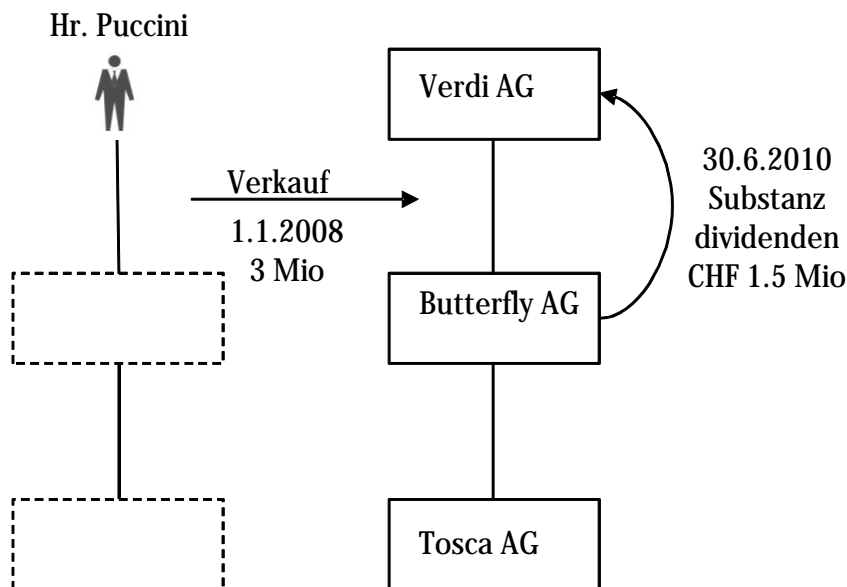 Hr. Puccini
Verdi AG
Verkauf
1.1.2008
3 Mio
30.6.2010
Substanz
dividenden
CHF 1.5 Mio
Butterfly AG
Tosca AG